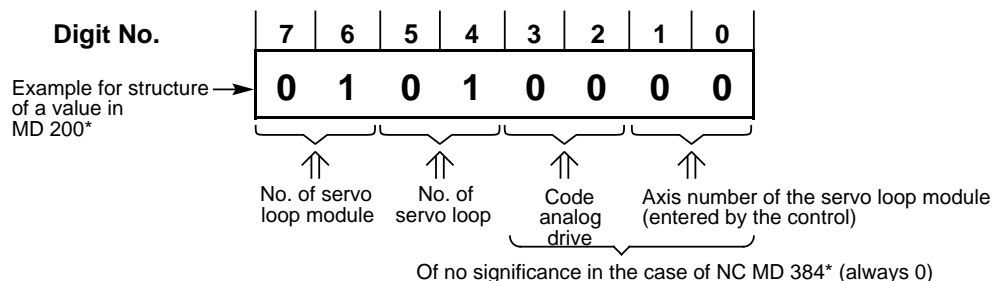 Digit No. 7 6 5 4 3 2 1 0
Example for structure
of a value in
MD 200*
0 1 0 1 0 0 0 0
No. of servo
loop module
No. of
servo loop
Code
analog
drive
Axis number of the servo loop module
(entered by the control)
Of no significance in the case of NC MD 384* (always 0)